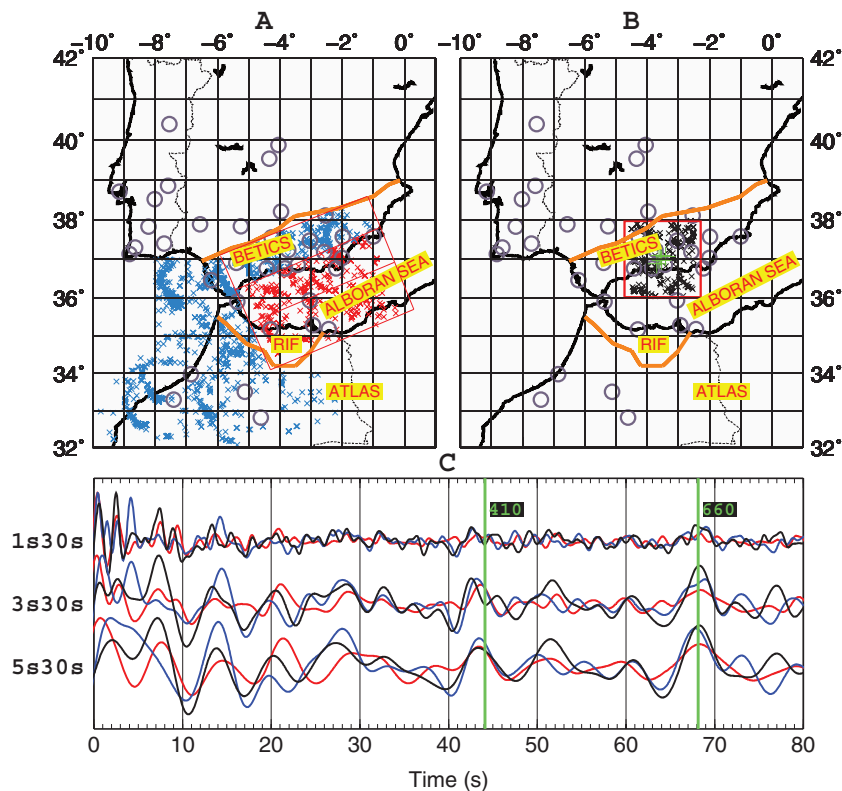 A
B
−10° −8° −6° −4° −2° 0°
−10° −8° −6° −4° −2° 0°
42°
42°
40°
40°
38°
38°
36°
36°
34°
34°
32°
32°
BETICS
ALBORAN SEA
RIF
ATLAS
BETICS
ALBORAN SEA
RIF
ATLAS
C
410
660
1s30s
3s30s
5s30s
0 10 20 30 40 50 60 70 80
Time (s)